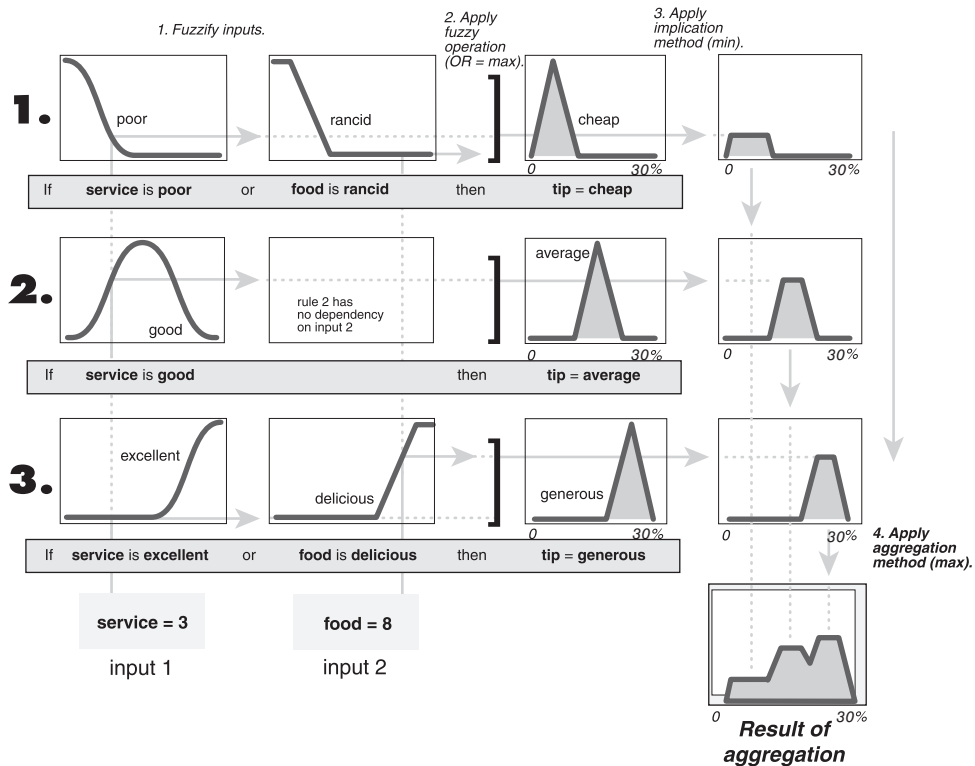 1. Fuzzify inputs.
2. Apply
fuzzy
operation
(OR = max).
3. Apply
implication
method (min).
1.
poor
rancid
cheap
0 30%
0 30%
If service is poor or food is rancid then tip = cheap
2.
good
rule 2 has
no dependency
on input 2
average
0 30%
0 30%
If service is good then tip = average
3.
excellent
delicious
generous
0 30%
0 30%
If service is excellent or food is delicious then tip = generous
4. Apply
aggregation
method (max).
service = 3
food = 8
input 1
input 2
0 30%
Result of
aggregation